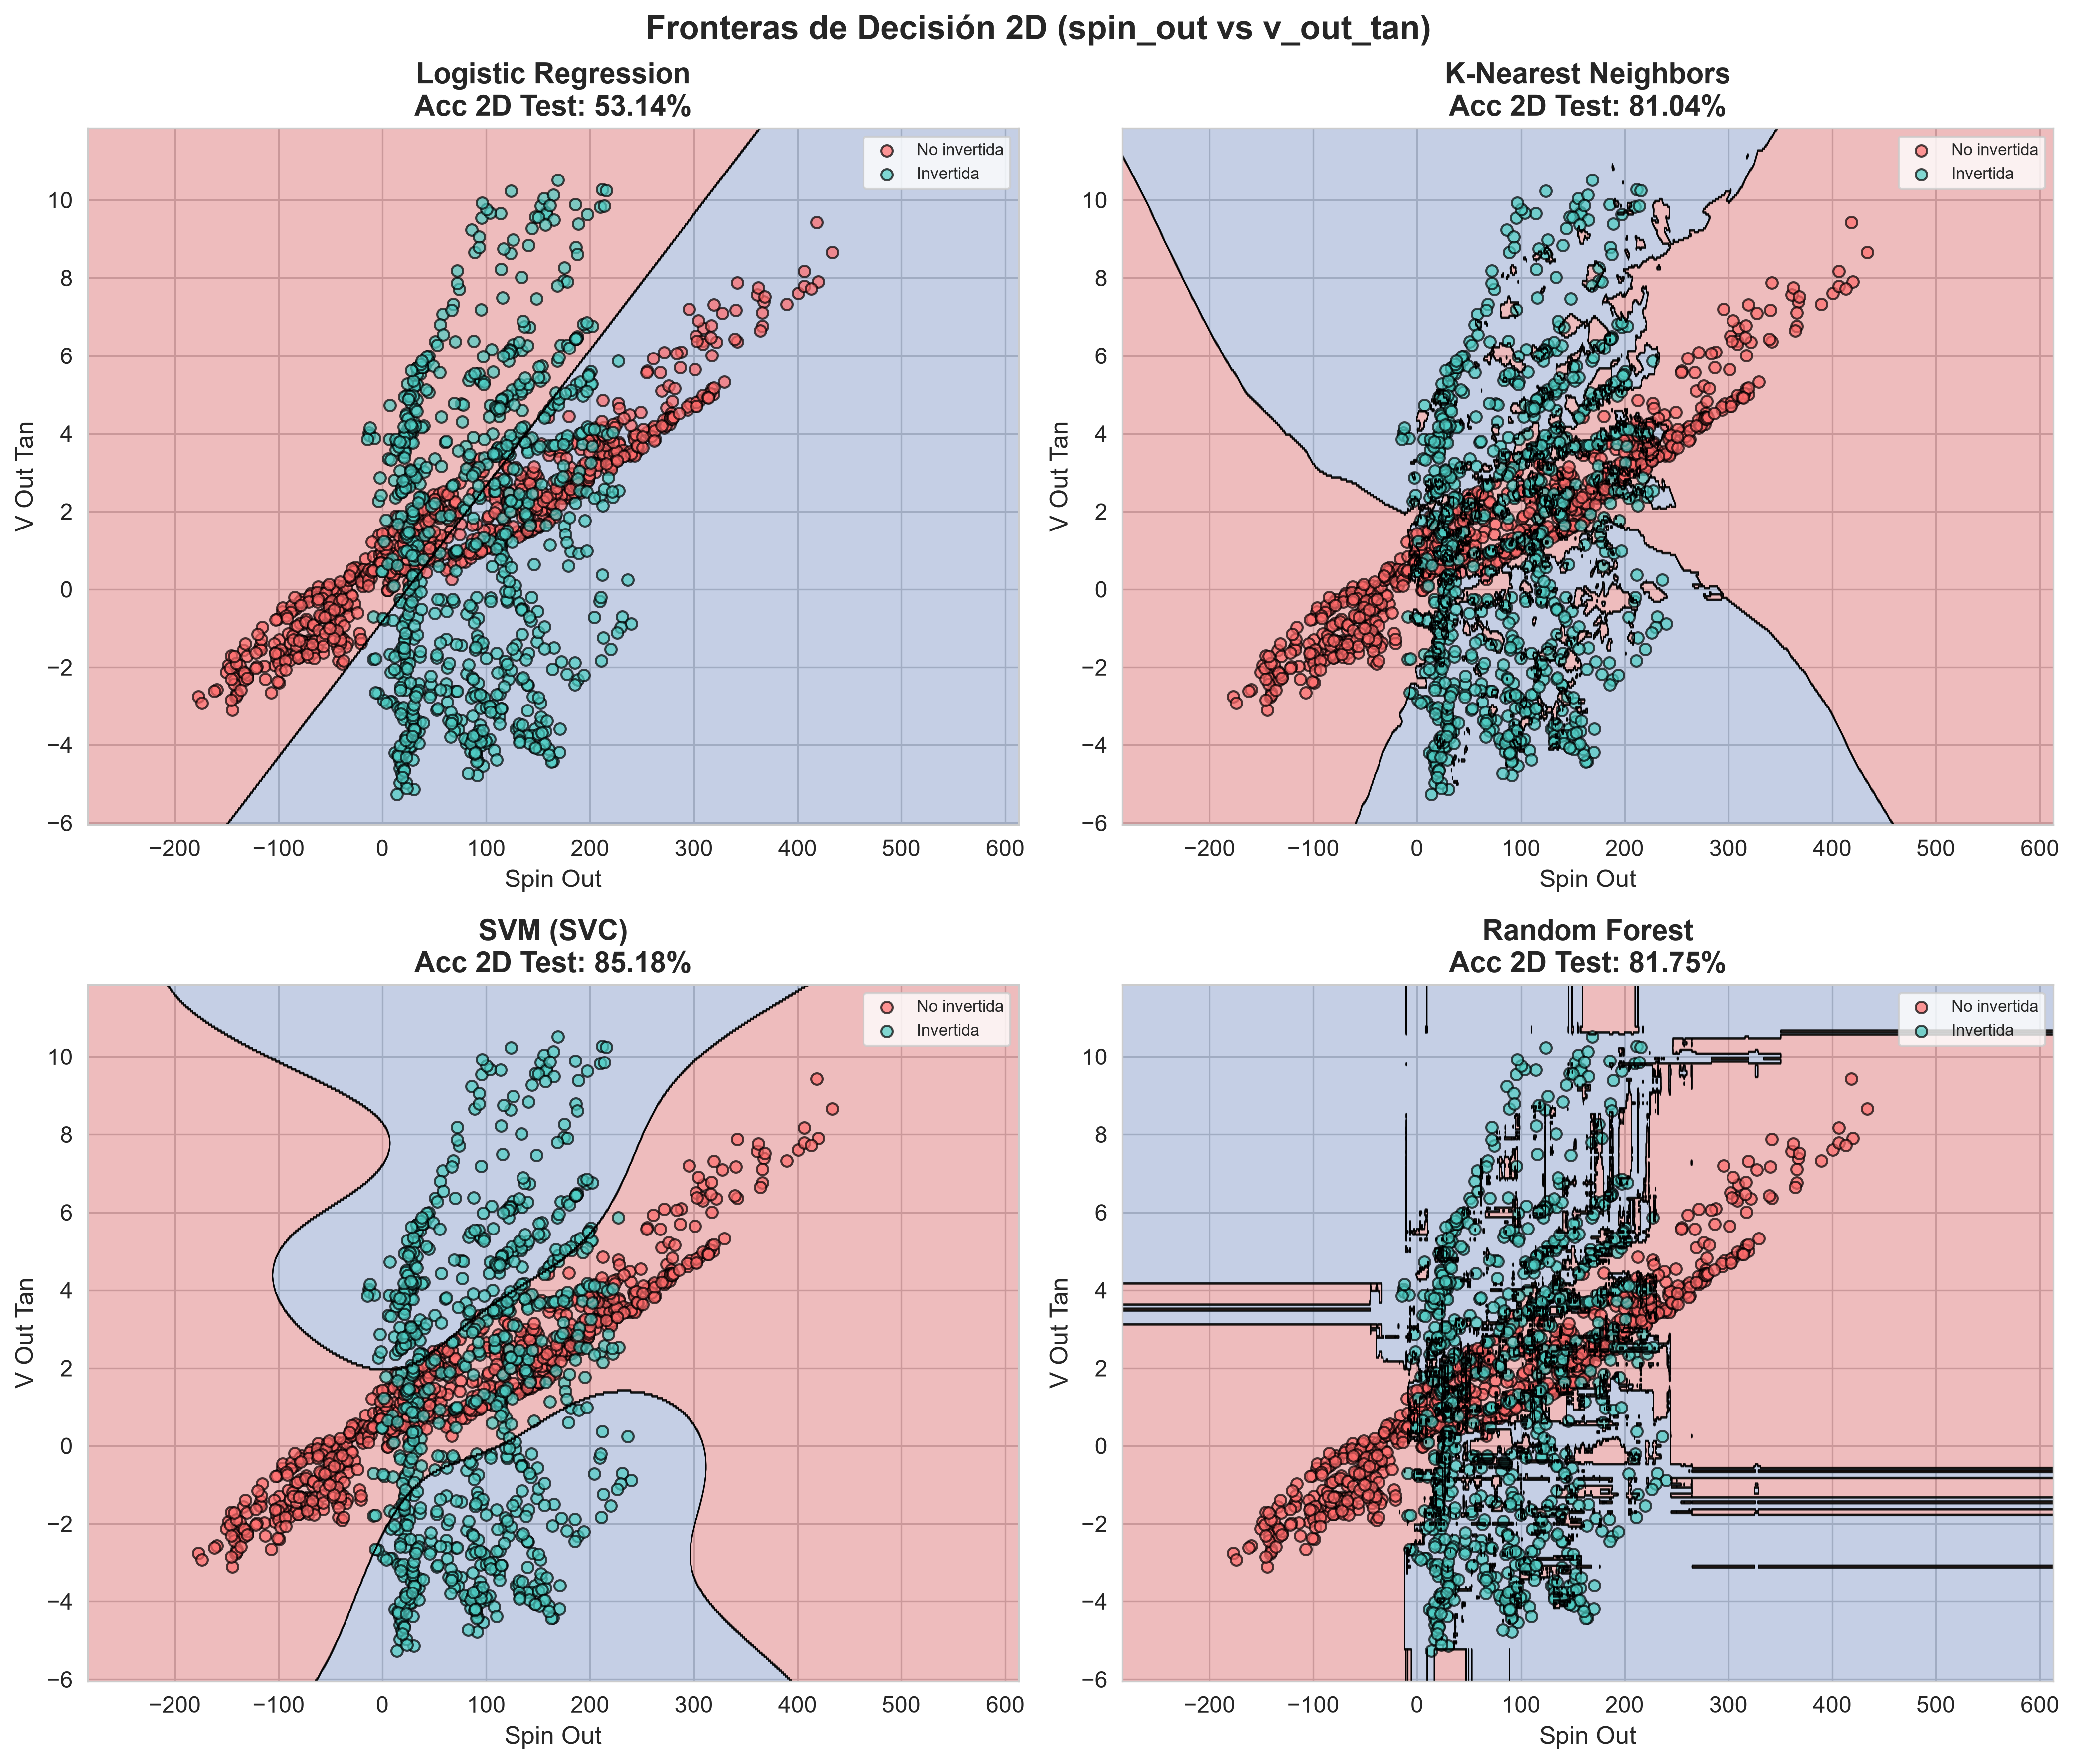 Fronteras de Decisión 2D (spin_out vs v_out_tan)
Logistic Regression
Acc 2D Test: 53.14%
No invertida
Invertida
10
8
6
4
2
0
−2
−4
−6
V Out Tan
−200 −100 0 100 200 300 400 500 600
Spin Out
K-Nearest Neighbors
Acc 2D Test: 81.04%
No invertida
Invertida
10
8
6
4
2
0
−2
−4
−6
V Out Tan
−200 −100 0 100 200 300 400 500 600
Spin Out
SVM (SVC)
Acc 2D Test: 85.18%
No invertida
Invertida
10
8
6
4
2
0
−2
−4
−6
V Out Tan
−200 −100 0 100 200 300 400 500 600
Spin Out
Random Forest
Acc 2D Test: 81.75%
No invertida
Invertida
10
8
6
4
2
0
−2
−4
−6
V Out Tan
−200 −100 0 100 200 300 400 500 600
Spin Out